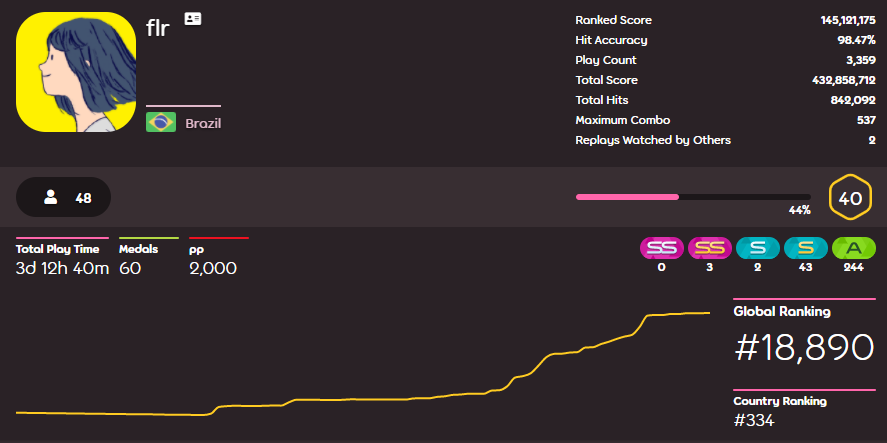 flr
Brazil
Ranked Score 145,121,175
Hit Accuracy 98.47%
Play Count 3,359
Total Score 432,858,712
Total Hits 842,092
Maximum Combo 537
Replays Watched by Others 2
48
44%
40
Total Play Time Medals pp
3d 12h 40m 60 2,000
SS SS S S A
0 3 2 43 244
Global Ranking
#18,890
Country Ranking
#334